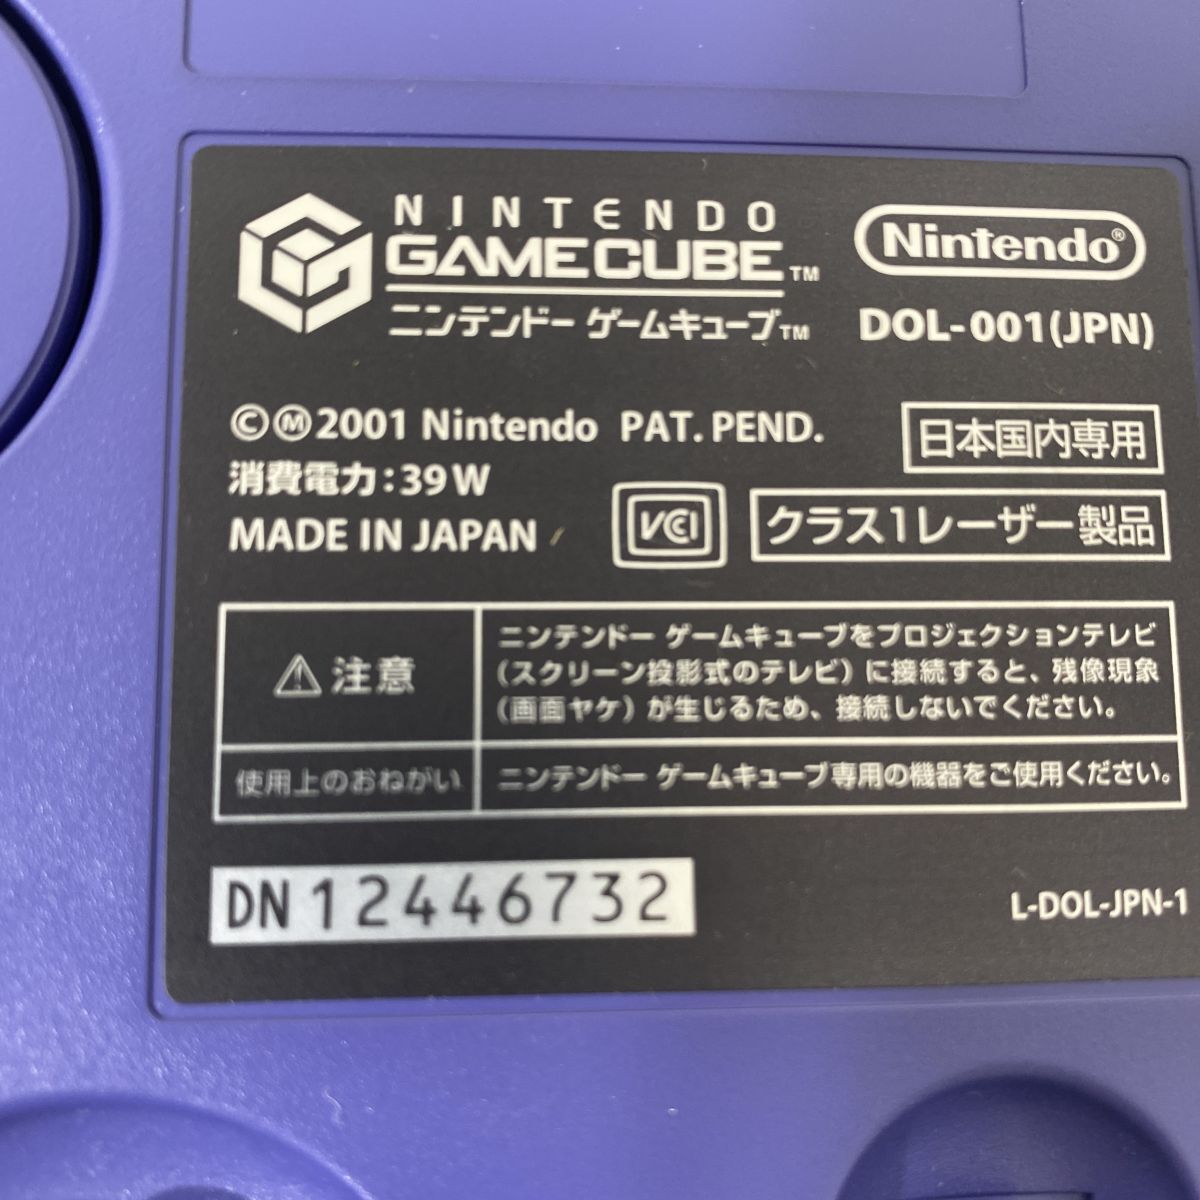 NINTENDO
GAMECUBE™
ニンテンドー ゲームキューブ™
Nintendo®
DOL-001(JPN)
©Ⓜ2001 Nintendo PAT. PEND.
日本国内専用
消費電力:39W
MADE IN JAPAN
VCCI
クラス1レーザー製品
⚠注意
ニンテンドー ゲームキューブをプロジェクションテレビ
(スクリーン投影式のテレビ)に接続すると、残像現象
(画面ヤケ)が生じるため、接続しないでください。
使用上のおねがい
ニンテンドー ゲームキューブ専用の機器をご使用ください。
DN12446732
L-DOL-JPN-1